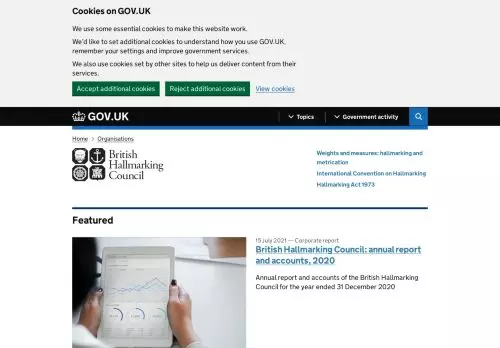 Cookies on GOV.UK
We use some essential cookies to make this website work.
We'd like to set additional cookies to understand how you use GOV.UK,
remember your settings and improve government services.
We also use cookies set by other sites to help us deliver content from their
services.
Accept additional cookies Reject additional cookies View cookies
GOV.UK Topics Government activity
Home Organisations
British
Hallmarking
Council
Weights and measures: hallmarking and
metrication
International Convention on Hallmarking
Hallmarking Act 1973
Featured
15 July 2021 — Corporate report
British Hallmarking Council: annual report
and accounts, 2020
Annual report and accounts of the British Hallmarking
Council for the year ended 31 December 2020